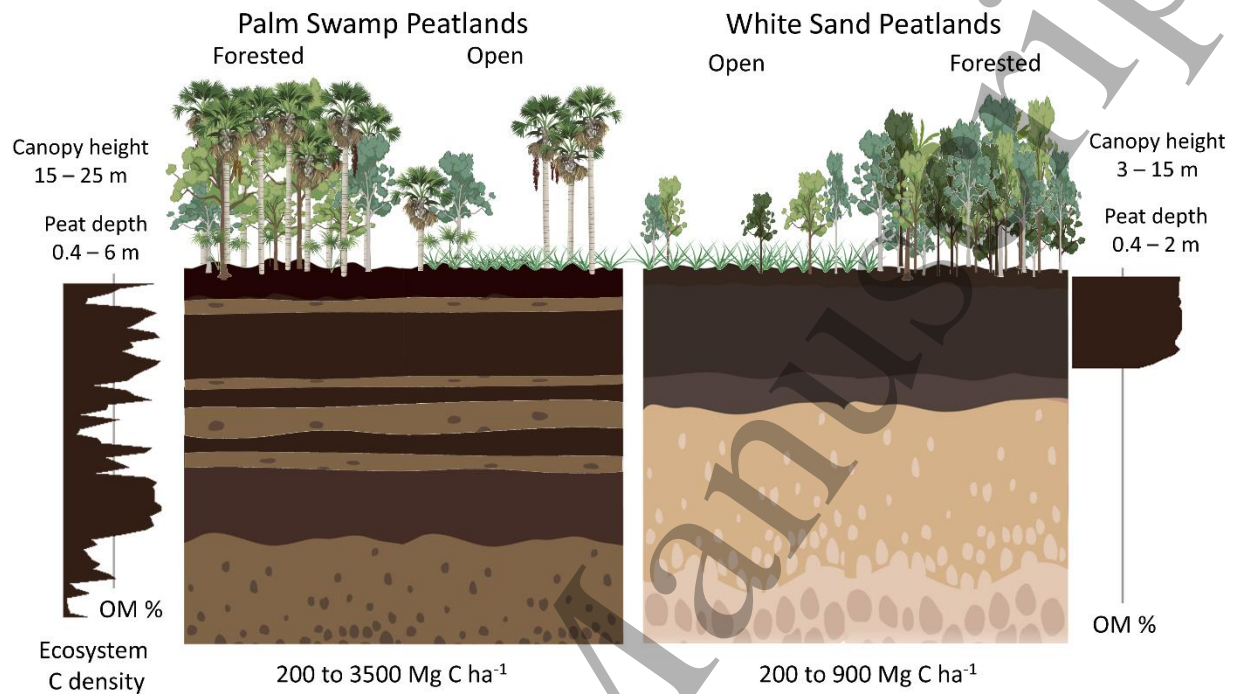 Palm Swamp Peatlands
White Sand Peatlands
Forested
Open
Open
Forested
Canopy height
15 – 25 m
Peat depth
0.4 – 6 m
Canopy height
3 – 15 m
Peat depth
0.4 – 2 m
OM %
OM %
Ecosystem
C density
200 to 3500 Mg C ha⁻¹
200 to 900 Mg C ha⁻¹
Manuscrip